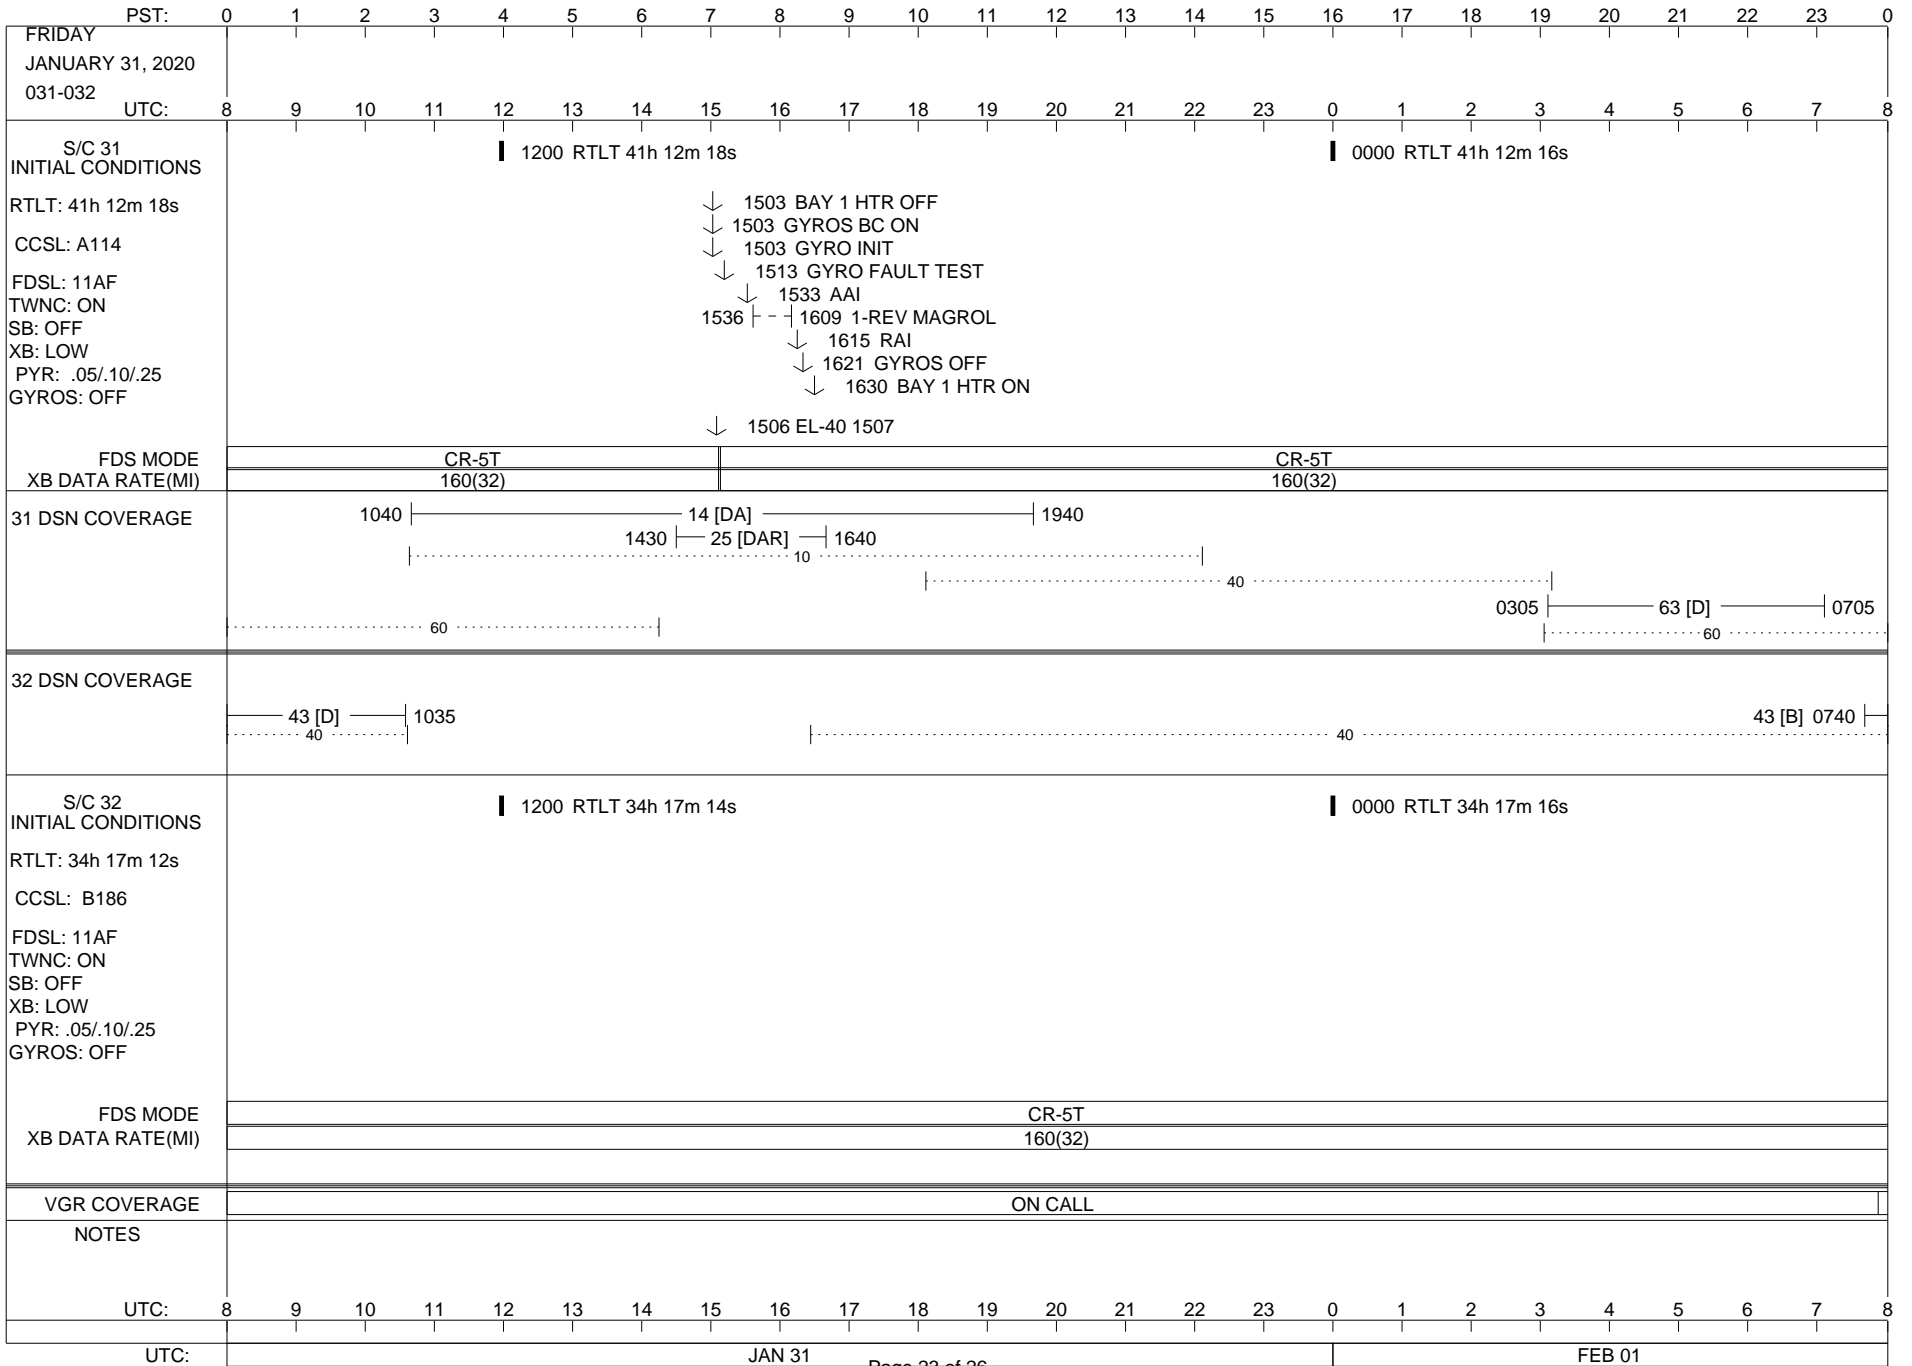 PST: 0 1 2 3 4 5 6 7 8 9 10 11 12 13 14 15 16 17 18 19 20 21 22 23 0
FRIDAY
JANUARY 31, 2020
031-032
UTC: 8 9 10 11 12 13 14 15 16 17 18 19 20 21 22 23 0 1 2 3 4 5 6 7 8
S/C 31
INITIAL CONDITIONS
1200 RTLT 41h 12m 18s
0000 RTLT 41h 12m 16s
RTLT: 41h 12m 18s
CCSL: A114
FDSL: 11AF
TWNC: ON
SB: OFF
XB: LOW
PYR: .05/.10/.25
GYROS: OFF
1503 BAY 1 HTR OFF
1503 GYROS BC ON
1503 GYRO INIT
1513 GYRO FAULT TEST
1533 AAI
1536 1609 1-REV MAGROL
1615 RAI
1621 GYROS OFF
1630 BAY 1 HTR ON
1506 EL-40 1507
FDS MODE CR-5T CR-5T
XB DATA RATE(MI) 160(32) 160(32)
31 DSN COVERAGE
1040 14 [DA] 1940
1430 25 [DAR] 1640
10
40
0305 63 [D] 0705
60 60
32 DSN COVERAGE
43 [D] 1035 43 [B] 0740
40 40
S/C 32
INITIAL CONDITIONS
1200 RTLT 34h 17m 14s
0000 RTLT 34h 17m 16s
RTLT: 34h 17m 12s
CCSL: B186
FDSL: 11AF
TWNC: ON
SB: OFF
XB: LOW
PYR: .05/.10/.25
GYROS: OFF
FDS MODE CR-5T
XB DATA RATE(MI) 160(32)
VGR COVERAGE ON CALL
NOTES
UTC: 8 9 10 11 12 13 14 15 16 17 18 19 20 21 22 23 0 1 2 3 4 5 6 7 8
UTC: JAN 31 FEB 01
Page 23 of 26